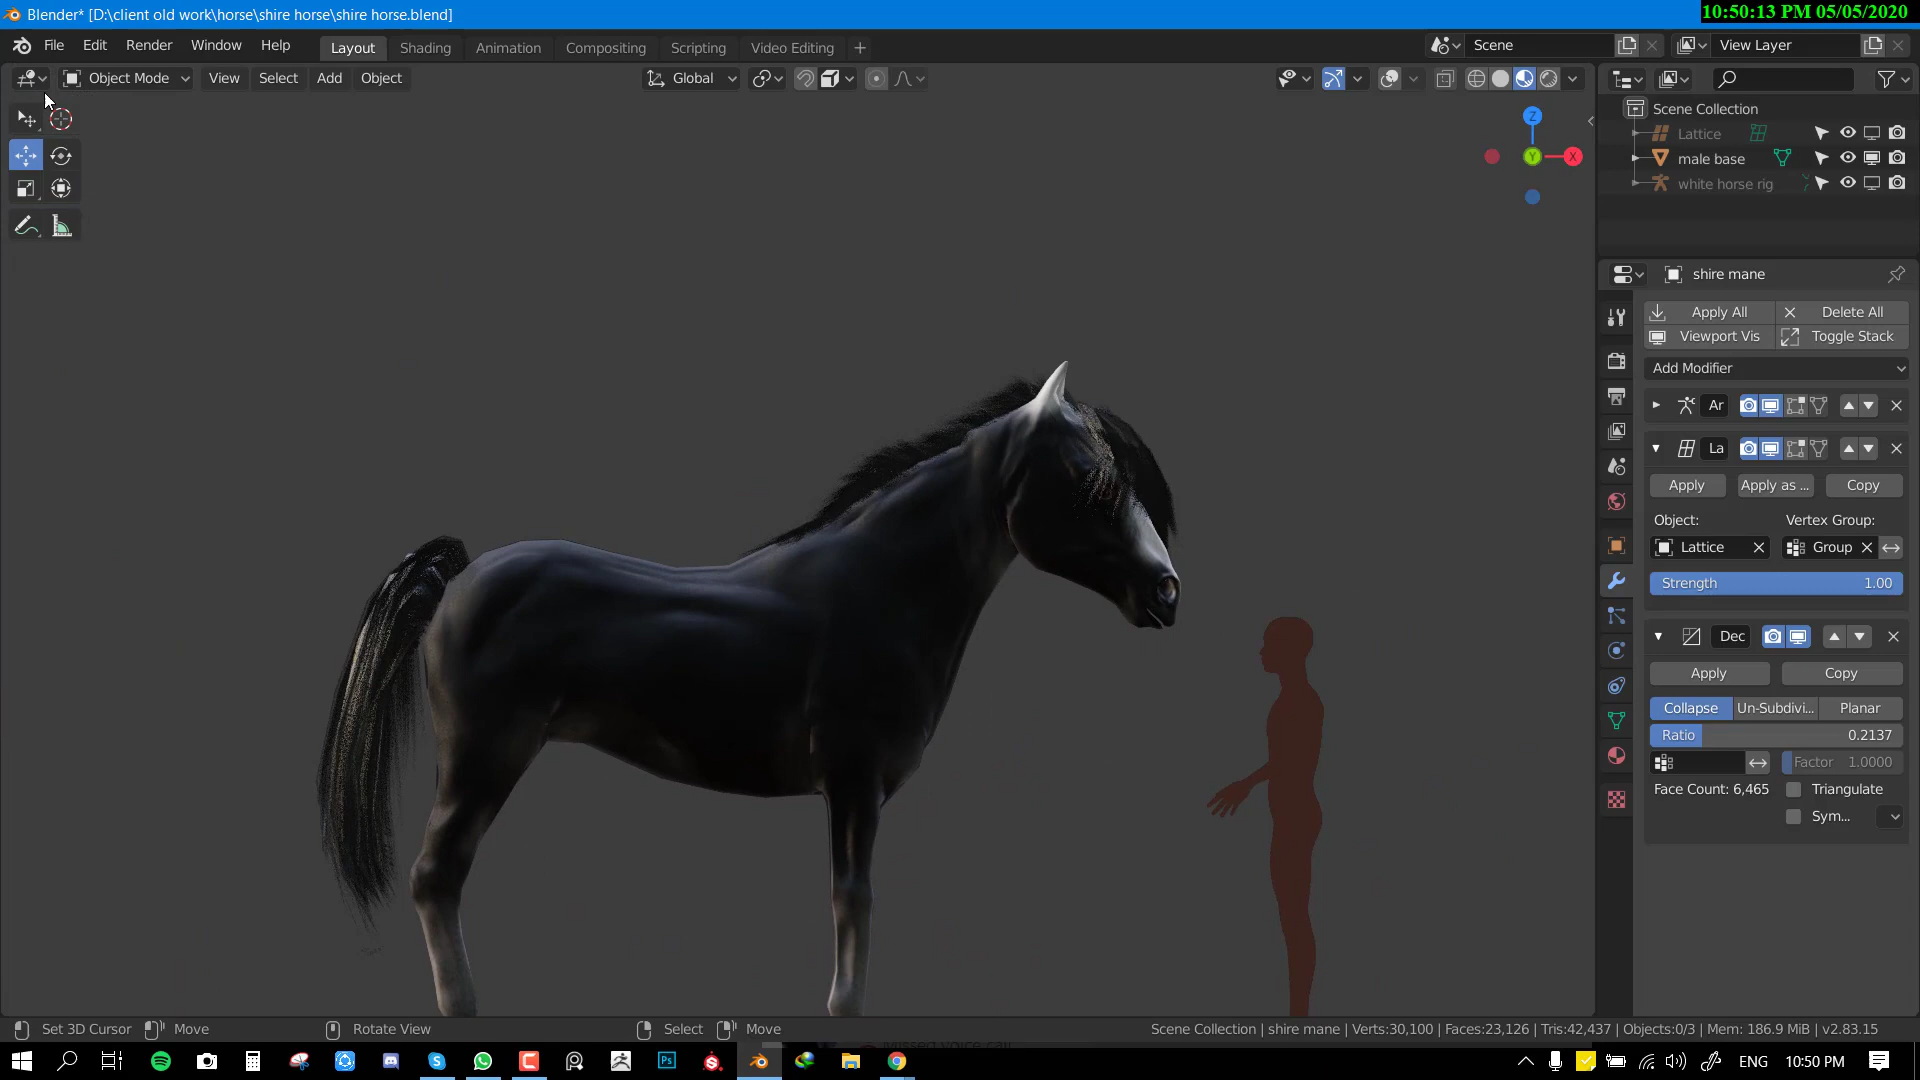 Blender* [D:\client old work\horse\shire horse\shire horse.blend]
10:50:13 PM 05/05/2020
File Edit Render Window Help
Layout Shading Animation Compositing Scripting Video Editing +
Scene
View Layer
Object Mode View Select Add Object
Global
Z
Y
X
Scene Collection
Lattice
male base
white horse rig
shire mane
Apply All
Delete All
Viewport Vis
Toggle Stack
Add Modifier
Ar
La
Apply
Apply as ...
Copy
Object:
Vertex Group:
Lattice
Group
Strength 1.00
Dec
Apply
Copy
Collapse
Un-Subdivi...
Planar
Ratio 0.2137
Factor 1.0000
Face Count: 6,465
Triangulate
Sym...
Set 3D Cursor
Move
Rotate View
Select
Move
Scene Collection | shire mane | Verts:30,100 | Faces:23,126 | Tris:42,437 | Objects:0/3 | Mem: 186.9 MiB | v2.83.15
Missed voice call
Ps
ENG
10:50 PM